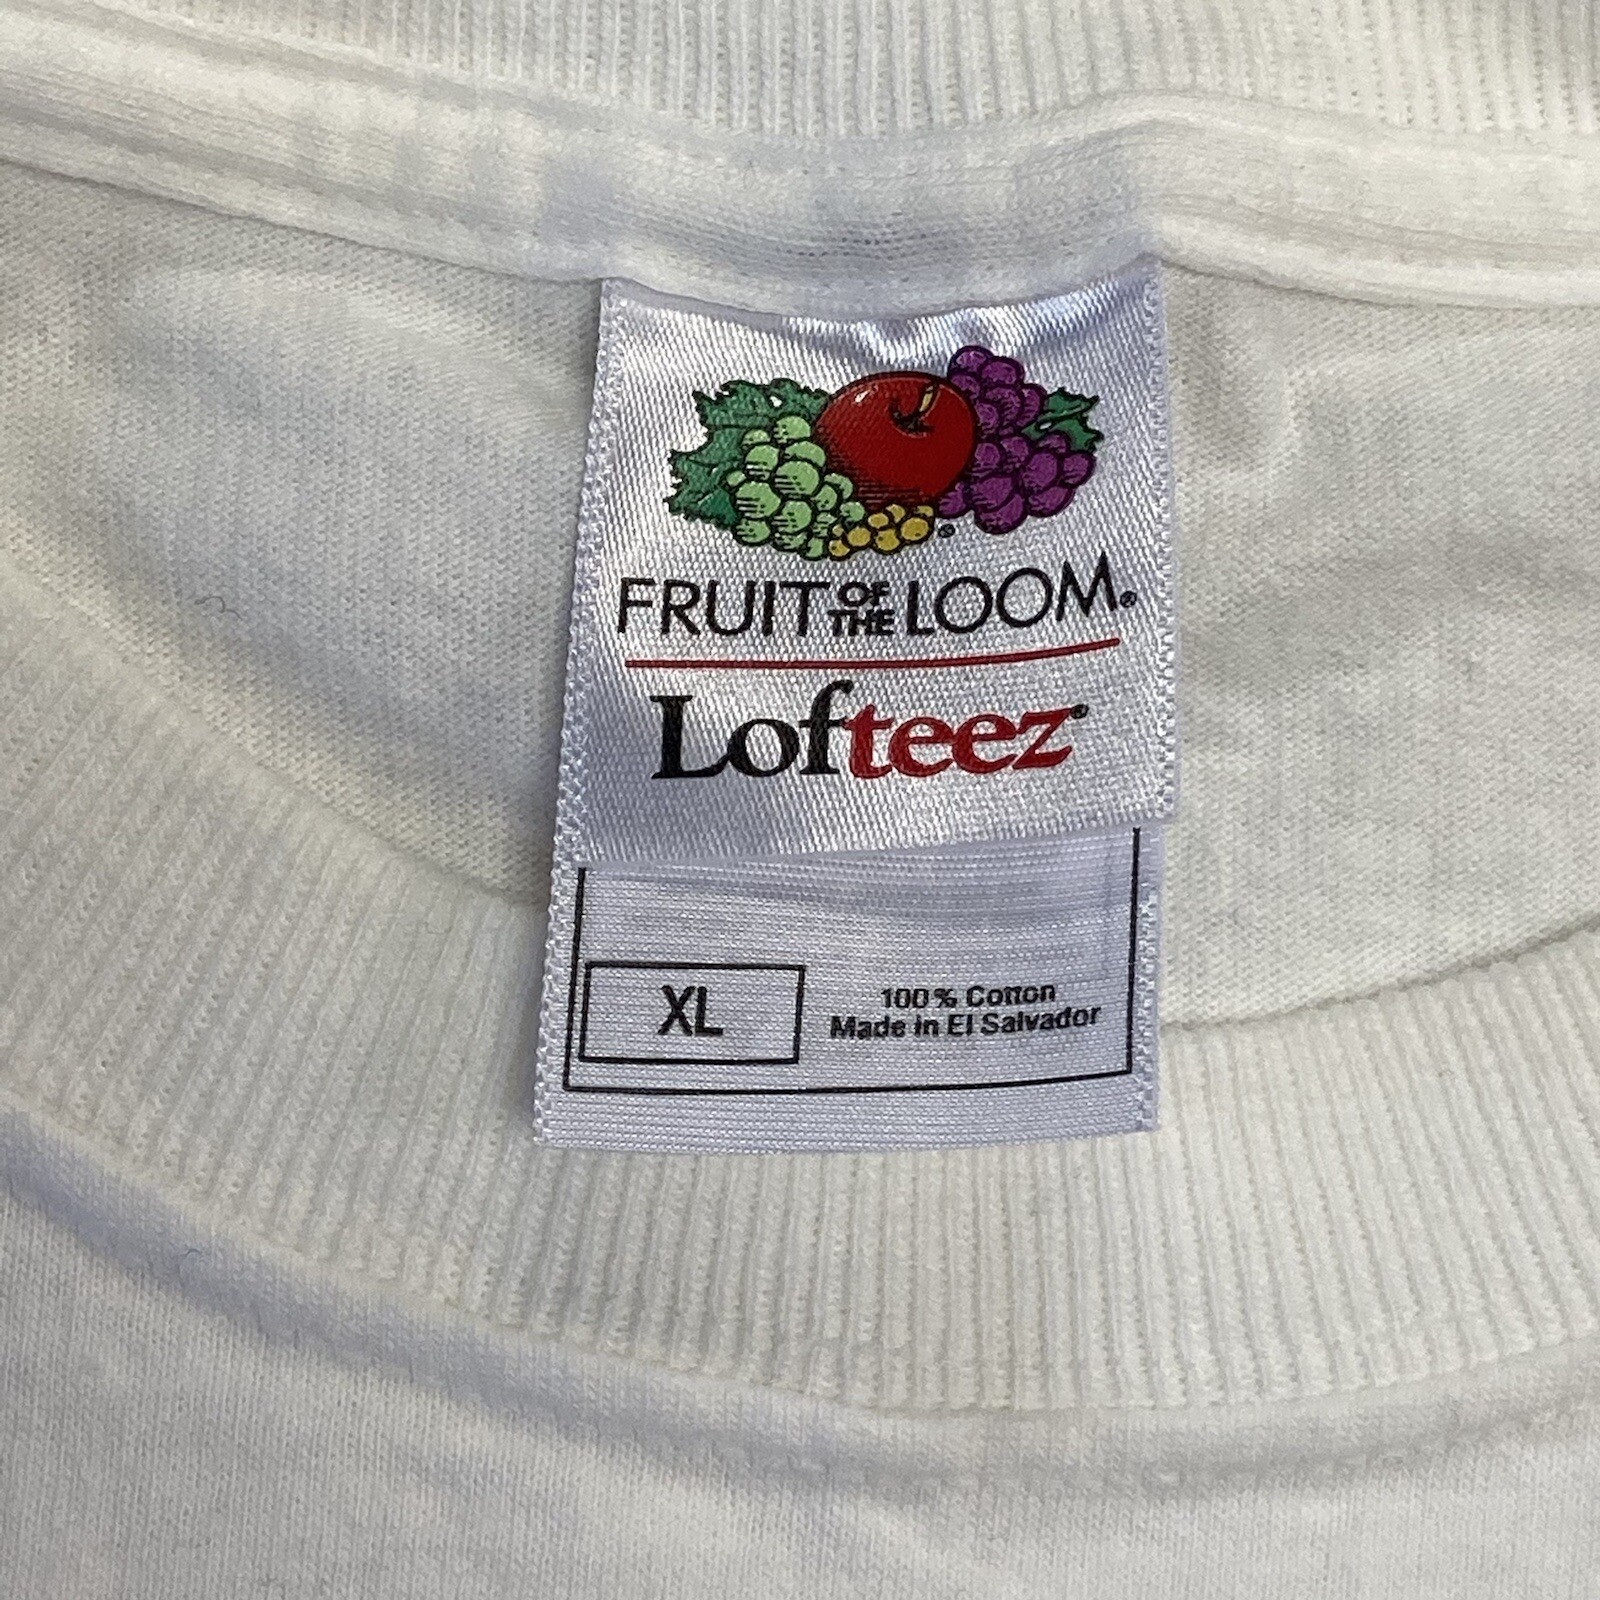 FRUIT OF THE LOOM®
Lofteez®
XL
100% Cotton
Made in El Salvador